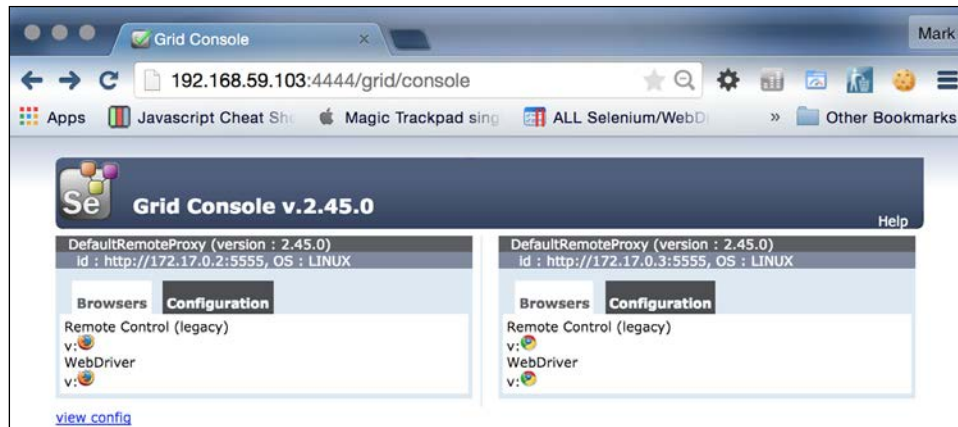 Grid Console
Mark
192.168.59.103:4444/grid/console
Apps Javascript Cheat Magic Trackpad sing ALL Selenium/WebD » Other Bookmarks
Se Grid Console v.2.45.0
Help
DefaultRemoteProxy (version : 2.45.0)
id : http://172.17.0.2:5555, OS : LINUX
Browsers Configuration
Remote Control (legacy)
v:
WebDriver
v:
DefaultRemoteProxy (version : 2.45.0)
id : http://172.17.0.3:5555, OS : LINUX
Browsers Configuration
Remote Control (legacy)
v:
WebDriver
v:
view config